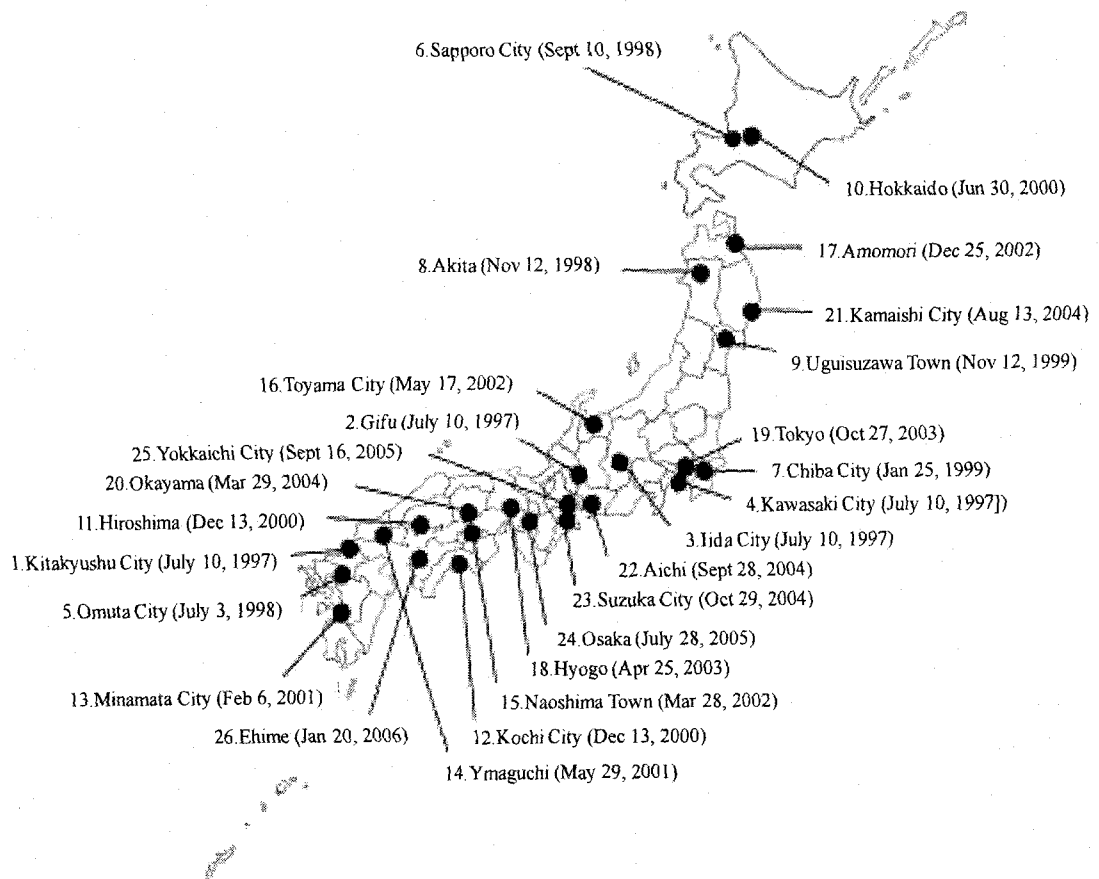 6.Sapporo City (Sept 10, 1998)
10.Hokkaido (Jun 30, 2000)
17.Amomori (Dec 25, 2002)
8.Akita (Nov 12, 1998)
21.Kamaishi City (Aug 13, 2004)
9.Uguisuzawa Town (Nov 12, 1999)
16.Toyama City (May 17, 2002)
2.Gifu (July 10, 1997)
19.Tokyo (Oct 27, 2003)
25.Yokkaichi City (Sept 16, 2005)
7.Chiba City (Jan 25, 1999)
20.Okayama (Mar 29, 2004)
4.Kawasaki City (July 10, 1997])
11.Hiroshima (Dec 13, 2000)
3.Iida City (July 10, 1997)
1.Kitakyushu City (July 10, 1997)
22.Aichi (Sept 28, 2004)
23.Suzuka City (Oct 29, 2004)
5.Omuta City (July 3, 1998)
24.Osaka (July 28, 2005)
18.Hyogo (Apr 25, 2003)
13.Minamata City (Feb 6, 2001)
15.Naoshima Town (Mar 28, 2002)
26.Ehime (Jan 20, 2006)
12.Kochi City (Dec 13, 2000)
14.Ymaguchi (May 29, 2001)